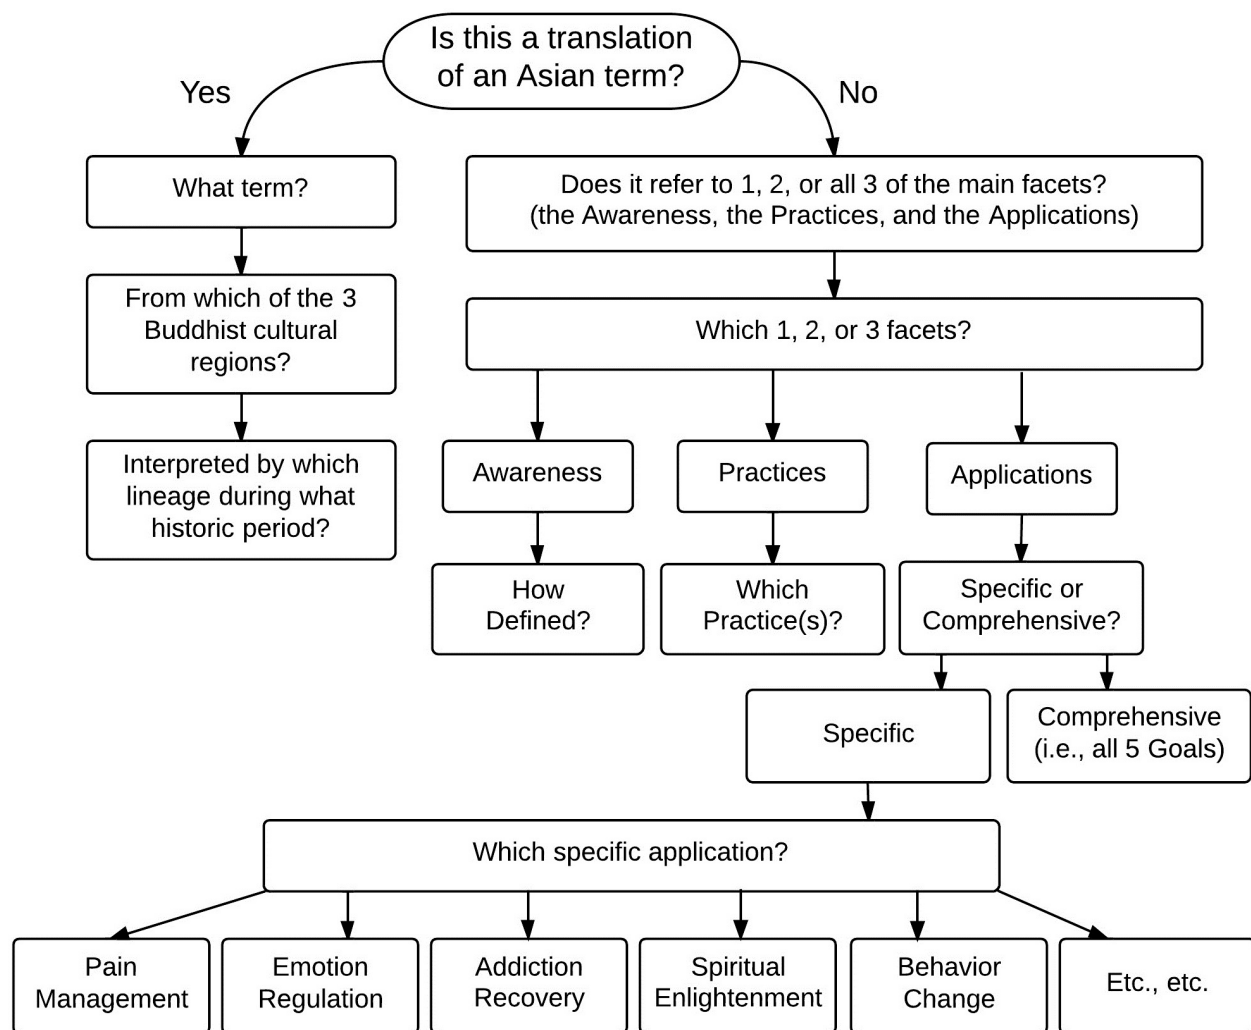 Is this a translation
of an Asian term?
Yes
No
What term?
Does it refer to 1, 2, or all 3 of the main facets?
(the Awareness, the Practices, and the Applications)
From which of the 3
Buddhist cultural
regions?
Which 1, 2, or 3 facets?
Interpreted by which
lineage during what
historic period?
Awareness
Practices
Applications
How
Defined?
Which
Practice(s)?
Specific or
Comprehensive?
Specific
Comprehensive
(i.e., all 5 Goals)
Which specific application?
Pain
Management
Emotion
Regulation
Addiction
Recovery
Spiritual
Enlightenment
Behavior
Change
Etc., etc.